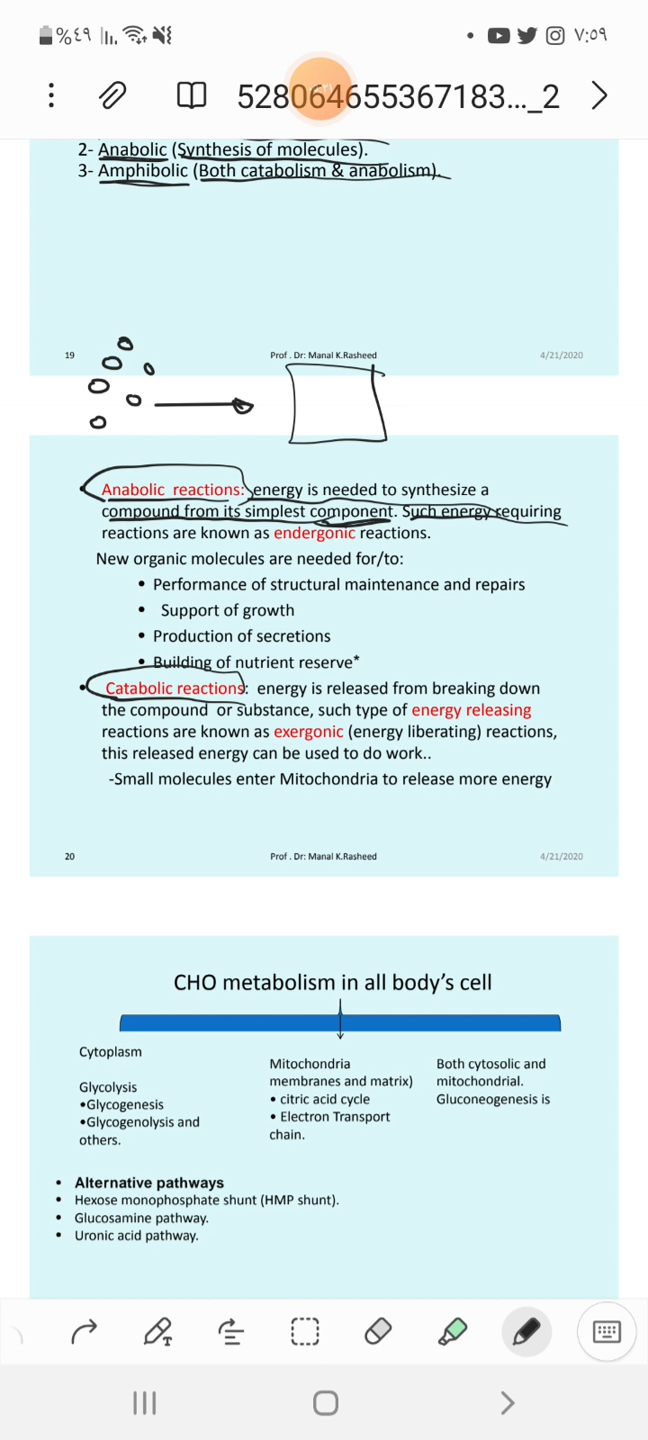 %٤٩ ٧:٥٩
528064655367183..._2
2- Anabolic (Synthesis of molecules).
3- Amphibolic (Both catabolism & anabolism).
19 Prof . Dr: Manal K.Rasheed 4/21/2020
Anabolic reactions: energy is needed to synthesize a
compound from its simplest component. Such energy requiring
reactions are known as endergonic reactions.
New organic molecules are needed for/to:
• Performance of structural maintenance and repairs
• Support of growth
• Production of secretions
• Building of nutrient reserve*
• Catabolic reactions: energy is released from breaking down
the compound or substance, such type of energy releasing
reactions are known as exergonic (energy liberating) reactions,
this released energy can be used to do work..
-Small molecules enter Mitochondria to release more energy
20 Prof . Dr: Manal K.Rasheed 4/21/2020
CHO metabolism in all body's cell
Cytoplasm
Glycolysis
•Glycogenesis
•Glycogenolysis and
others.
Mitochondria
membranes and matrix)
• citric acid cycle
• Electron Transport
chain.
Both cytosolic and
mitochondrial.
Gluconeogenesis is
• Alternative pathways
• Hexose monophosphate shunt (HMP shunt).
• Glucosamine pathway.
• Uronic acid pathway.